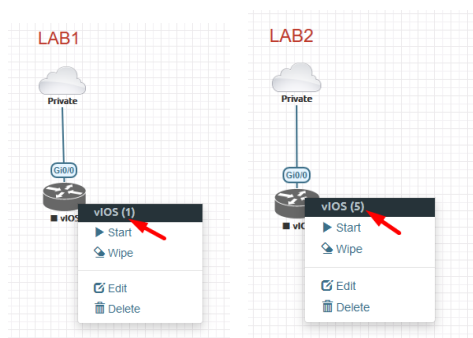 LAB1
Private
Gi0/0
vIOS
vIOS (1)
Start
Wipe
Edit
Delete
LAB2
Private
Gi0/0
vIOS (5)
Start
Wipe
Edit
Delete